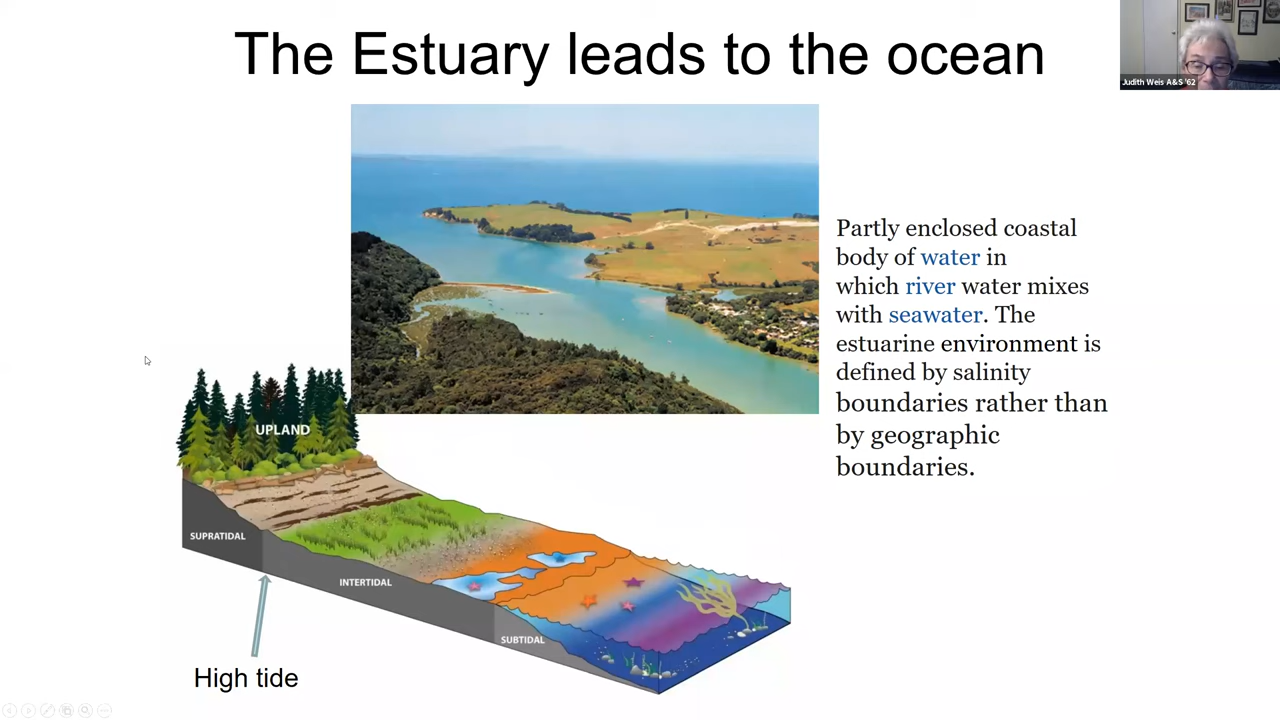 The Estuary leads to the ocean
Judith Weis A&S '62
Partly enclosed coastal
body of water in
which river water mixes
with seawater. The
estuarine environment is
defined by salinity
boundaries rather than
by geographic
boundaries.
UPLAND
SUPRATIDAL
INTERTIDAL
SUBTIDAL
High tide